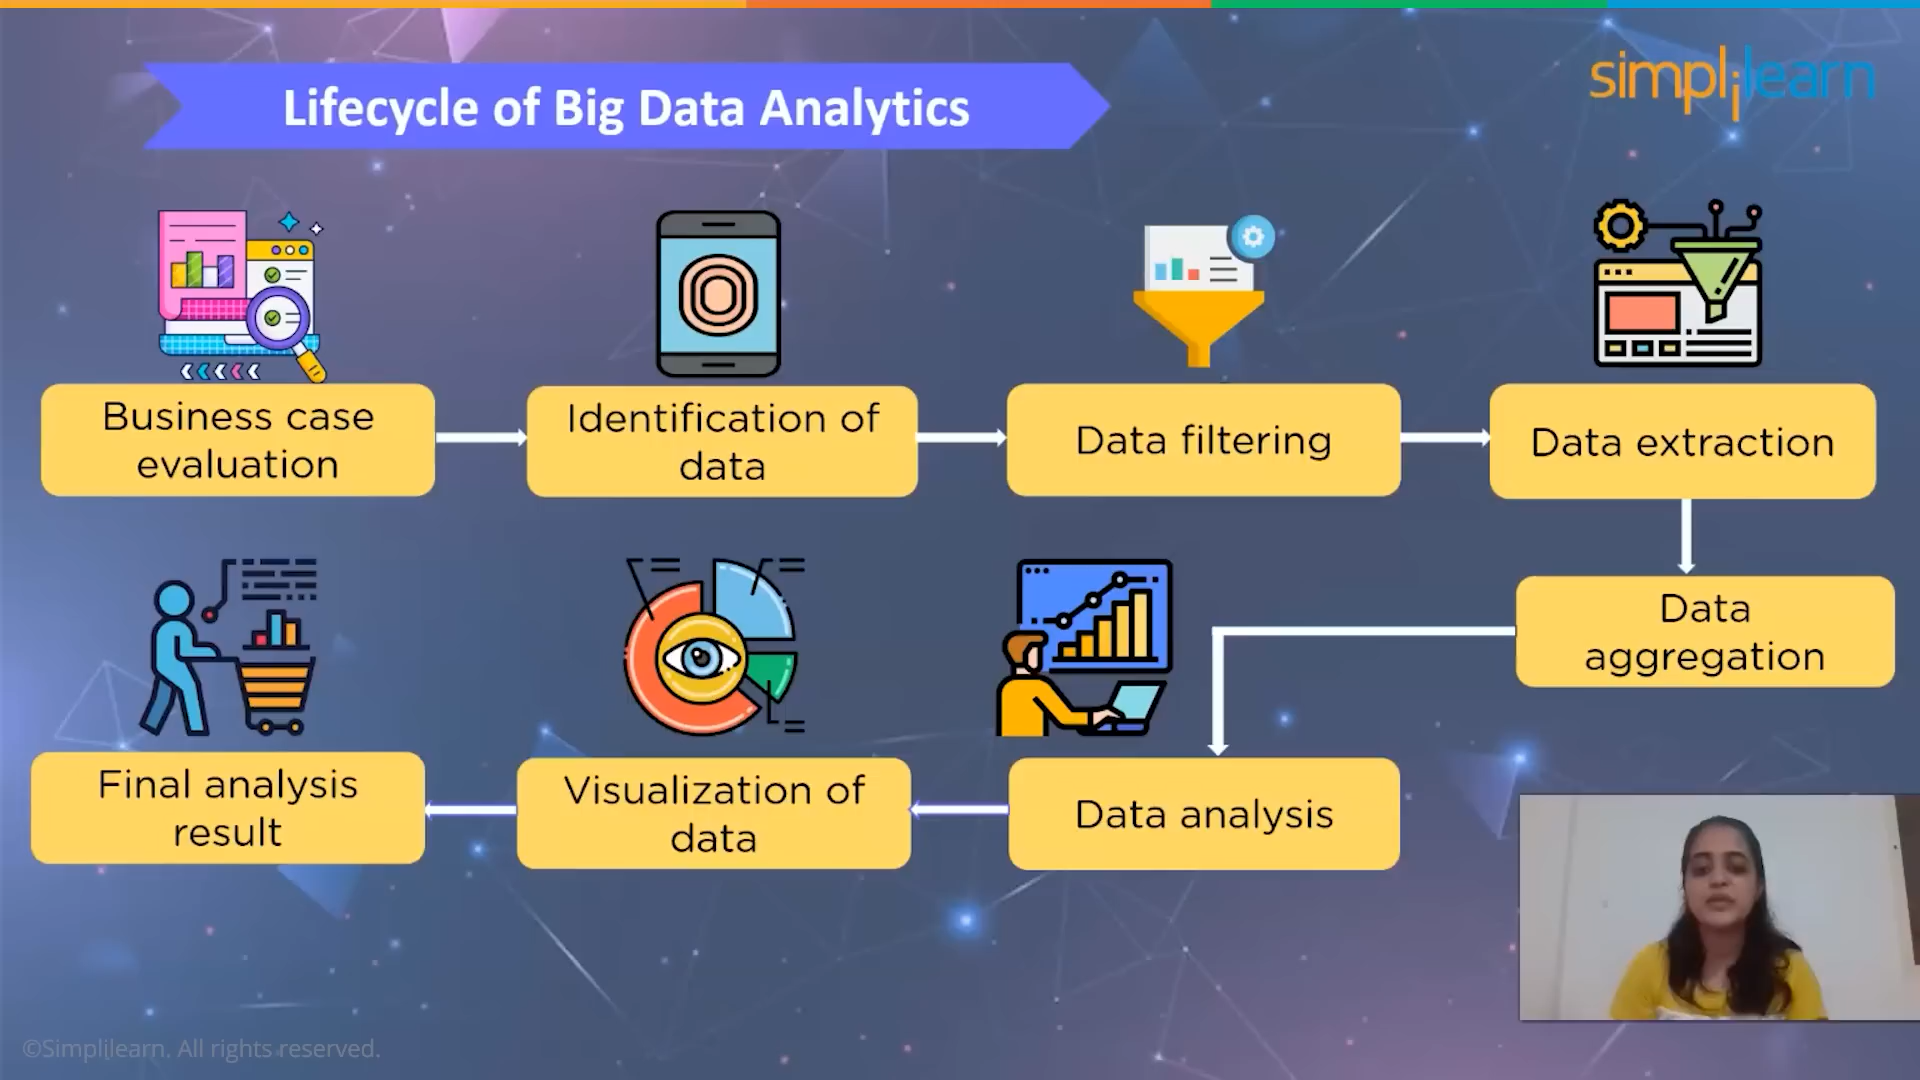 Lifecycle of Big Data Analytics
simplilearn
Business case
evaluation
Identification of
data
Data filtering
Data extraction
Data
aggregation
Data analysis
Visualization of
data
Final analysis
result
©Simplilearn. All rights reserved.